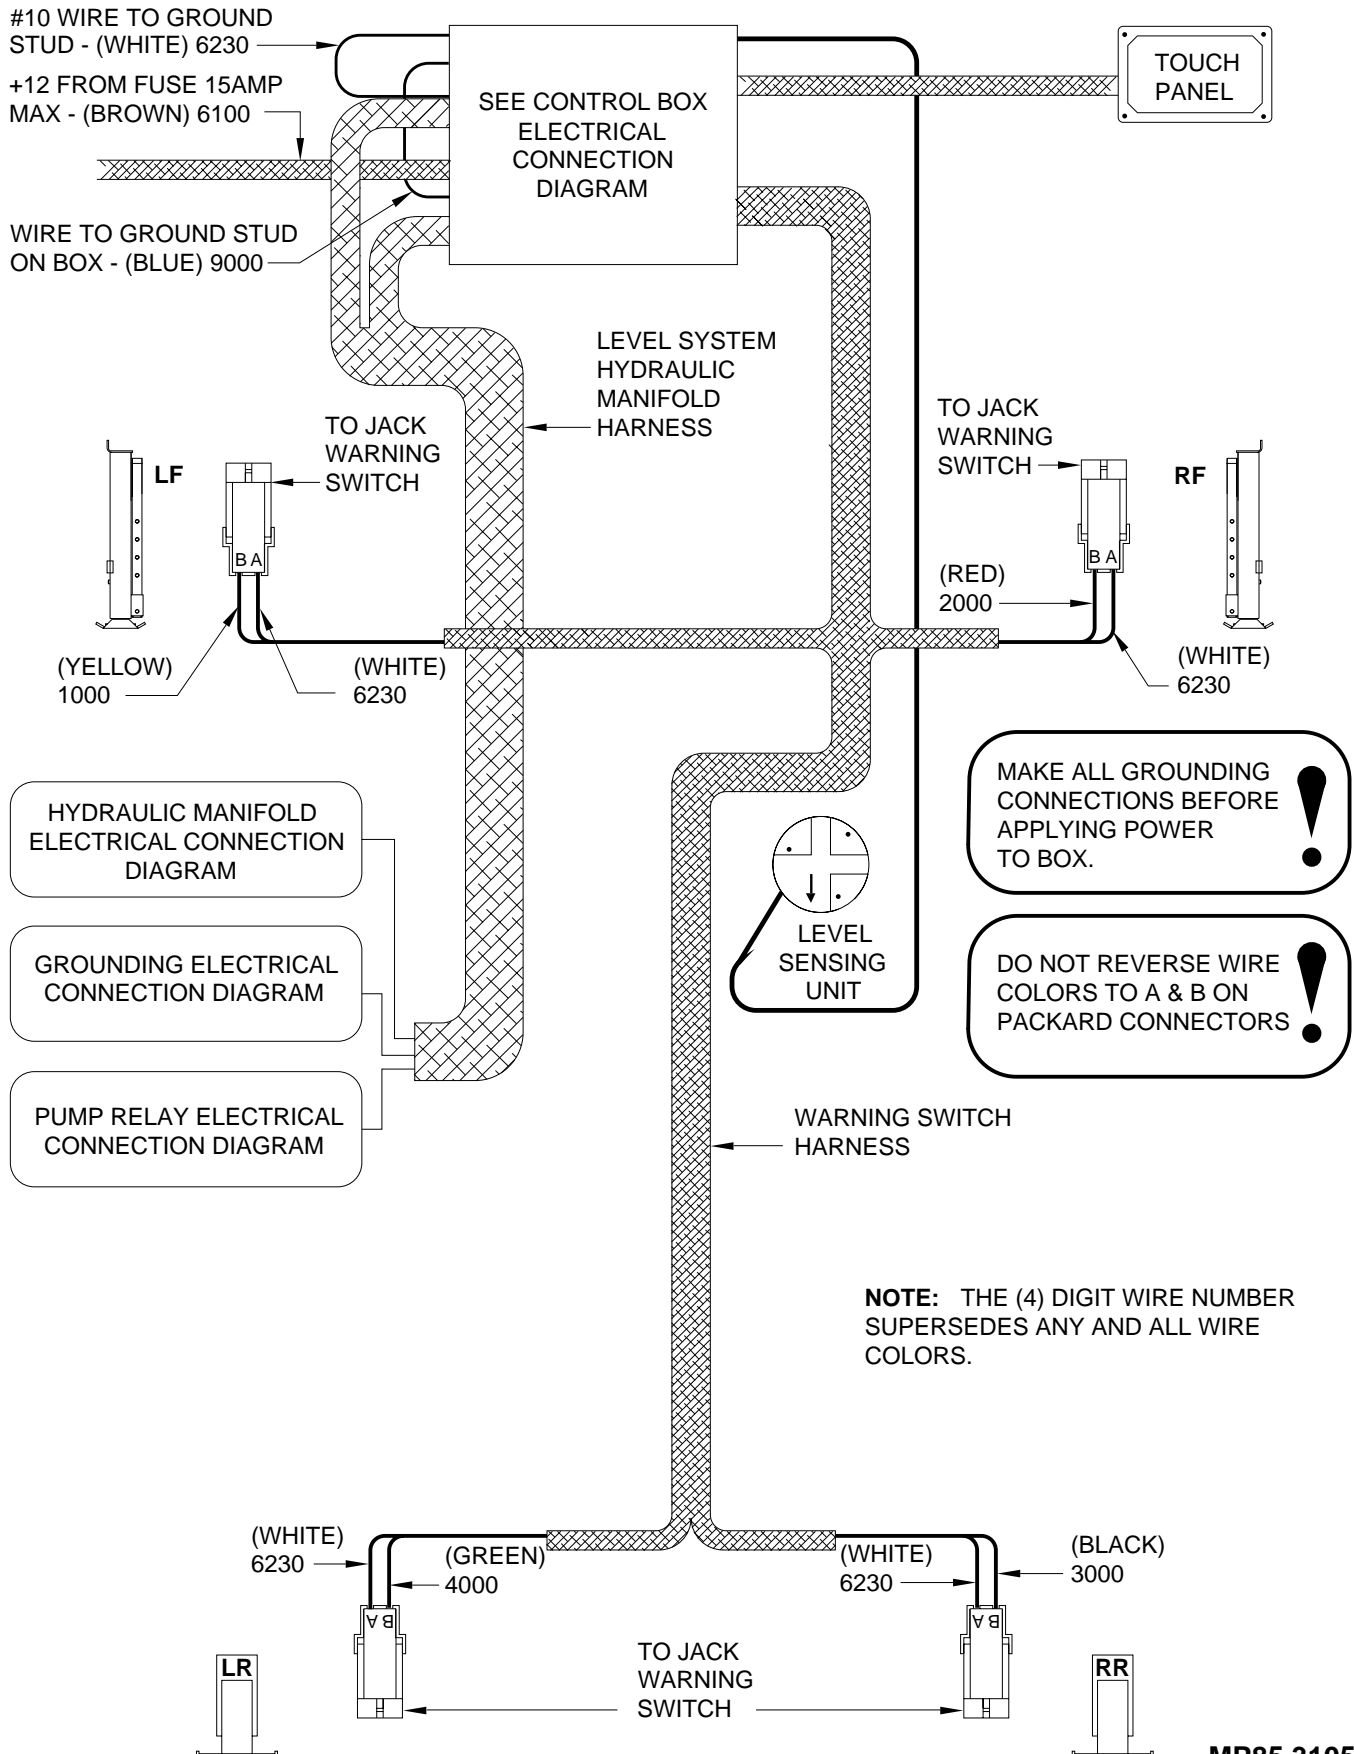 #10 WIRE TO GROUND
STUD - (WHITE) 6230
+12 FROM FUSE 15AMP
MAX - (BROWN) 6100
WIRE TO GROUND STUD
ON BOX - (BLUE) 9000
SEE CONTROL BOX
ELECTRICAL
CONNECTION
DIAGRAM
TOUCH
PANEL
LEVEL SYSTEM
HYDRAULIC
MANIFOLD
HARNESS
TO JACK
WARNING
SWITCH
LF
B A
(YELLOW)
1000
(WHITE)
6230
TO JACK
WARNING
SWITCH
RF
B A
(RED)
2000
(WHITE)
6230
HYDRAULIC MANIFOLD
ELECTRICAL CONNECTION
DIAGRAM
GROUNDING ELECTRICAL
CONNECTION DIAGRAM
PUMP RELAY ELECTRICAL
CONNECTION DIAGRAM
LEVEL
SENSING
UNIT
MAKE ALL GROUNDING
CONNECTIONS BEFORE
APPLYING POWER
TO BOX.
!
DO NOT REVERSE WIRE
COLORS TO A & B ON
PACKARD CONNECTORS
!
WARNING SWITCH
HARNESS
NOTE: THE (4) DIGIT WIRE NUMBER
SUPERSEDES ANY AND ALL WIRE
COLORS.
(WHITE)
6230
(GREEN)
4000
A B
(WHITE)
6230
(BLACK)
3000
A B
TO JACK
WARNING
SWITCH
LR
RR
MP85.3195